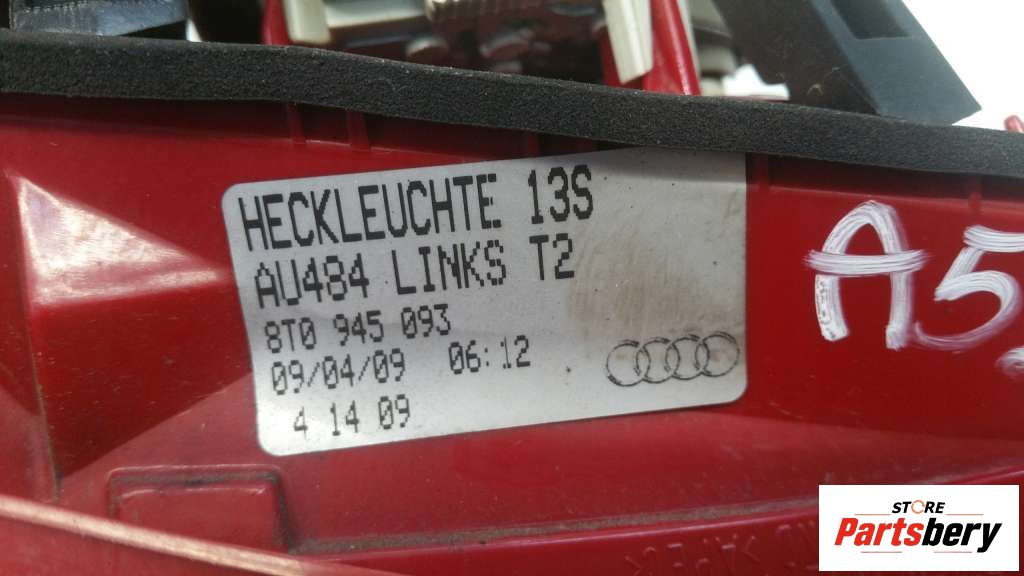 HECKLEUCHTE 13S
AU484 LINKS T2
8T0 945 093
09/04/09 06:12
4 14 09
A5
STORE
Partsbery